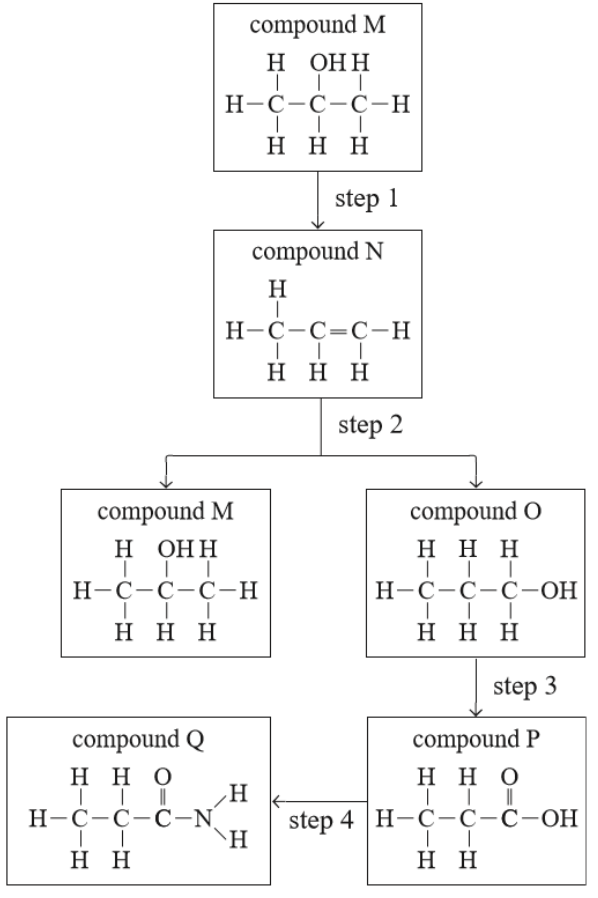 compound M
H OH H
H-C-C-C-H
H H H
step 1
compound N
H
H-C-C=C-H
H H H
step 2
compound M
H OH H
H-C-C-C-H
H H H
compound O
H H H
H-C-C-C-OH
H H H
step 3
compound Q
H H O
H
H-C-C-C-N
H
H H
step 4
compound P
H H O
H-C-C-C-OH
H H